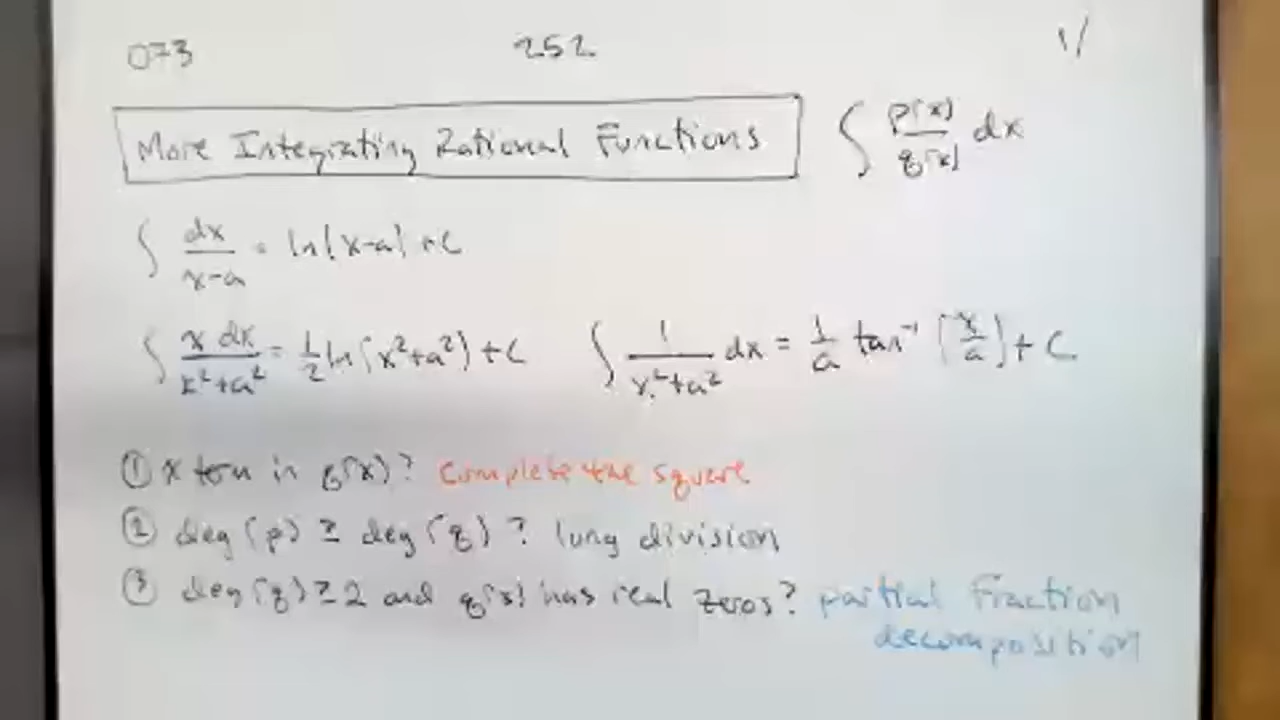 073 252 1/
More Integrating Rational Functions ∫ p(x)/q(x) dx
∫ dx/(x-a) = ln|x-a| + C
∫ x dx/(x²+a²) = ½ ln(x²+a²) + C ∫ 1/(x²+a²) dx = 1/a tan⁻¹(x/a) + C
① x term in q(x)? Complete the square
② deg(p) ≥ deg(q)? long division
③ deg(q) ≥ 2 and q(x) has real zeros? partial fraction
decomposition